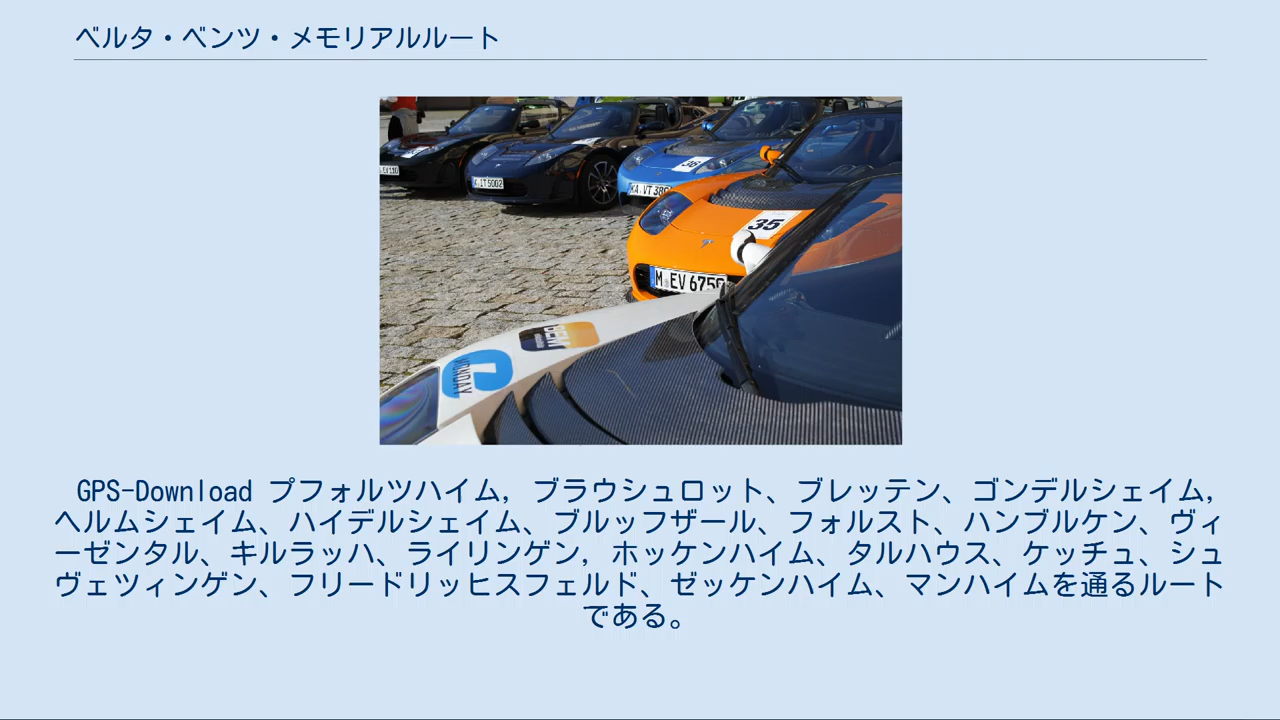 ベルタ・ベンツ・メモリアルルート
K.IT5002
36
KA.VT
35
M EV 675
MONDAY
GPS-Download プフォルツハイム, ブラウシュロット、ブレッテン、ゴンデルシェイム,
ヘルムシェイム、ハイデルシェイム、ブルッフザール、フォルスト、ハンブルケン、ヴィ
ーゼンタル、キルラッハ、ライリンゲン, ホッケンハイム、タルハウス、ケッチュ、シュ
ヴェツィンゲン、フリードリッヒスフェルド、ゼッケンハイム、マンハイムを通るルート
である。